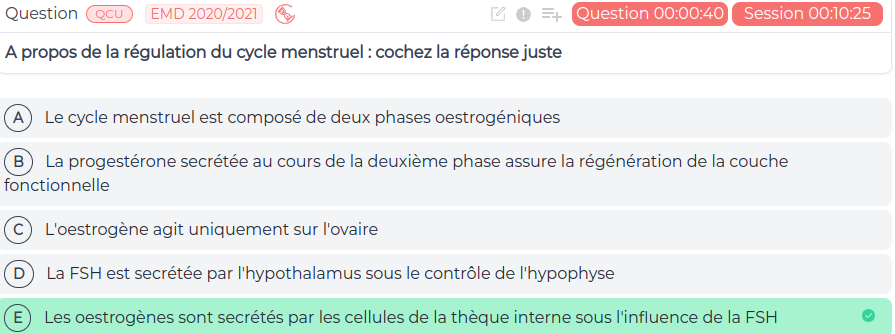 Question QCU EMD 2020/2021 Question 00:00:40 Session 00:10:25
A propos de la régulation du cycle menstruel : cochez la réponse juste
A Le cycle menstruel est composé de deux phases oestrogéniques
B La progestérone secrétée au cours de la deuxième phase assure la régénération de la couche
fonctionnelle
C L'oestrogène agit uniquement sur l'ovaire
D La FSH est secrétée par l'hypothalamus sous le contrôle de l'hypophyse
E Les oestrogènes sont secrétés par les cellules de la thèque interne sous l'influence de la FSH